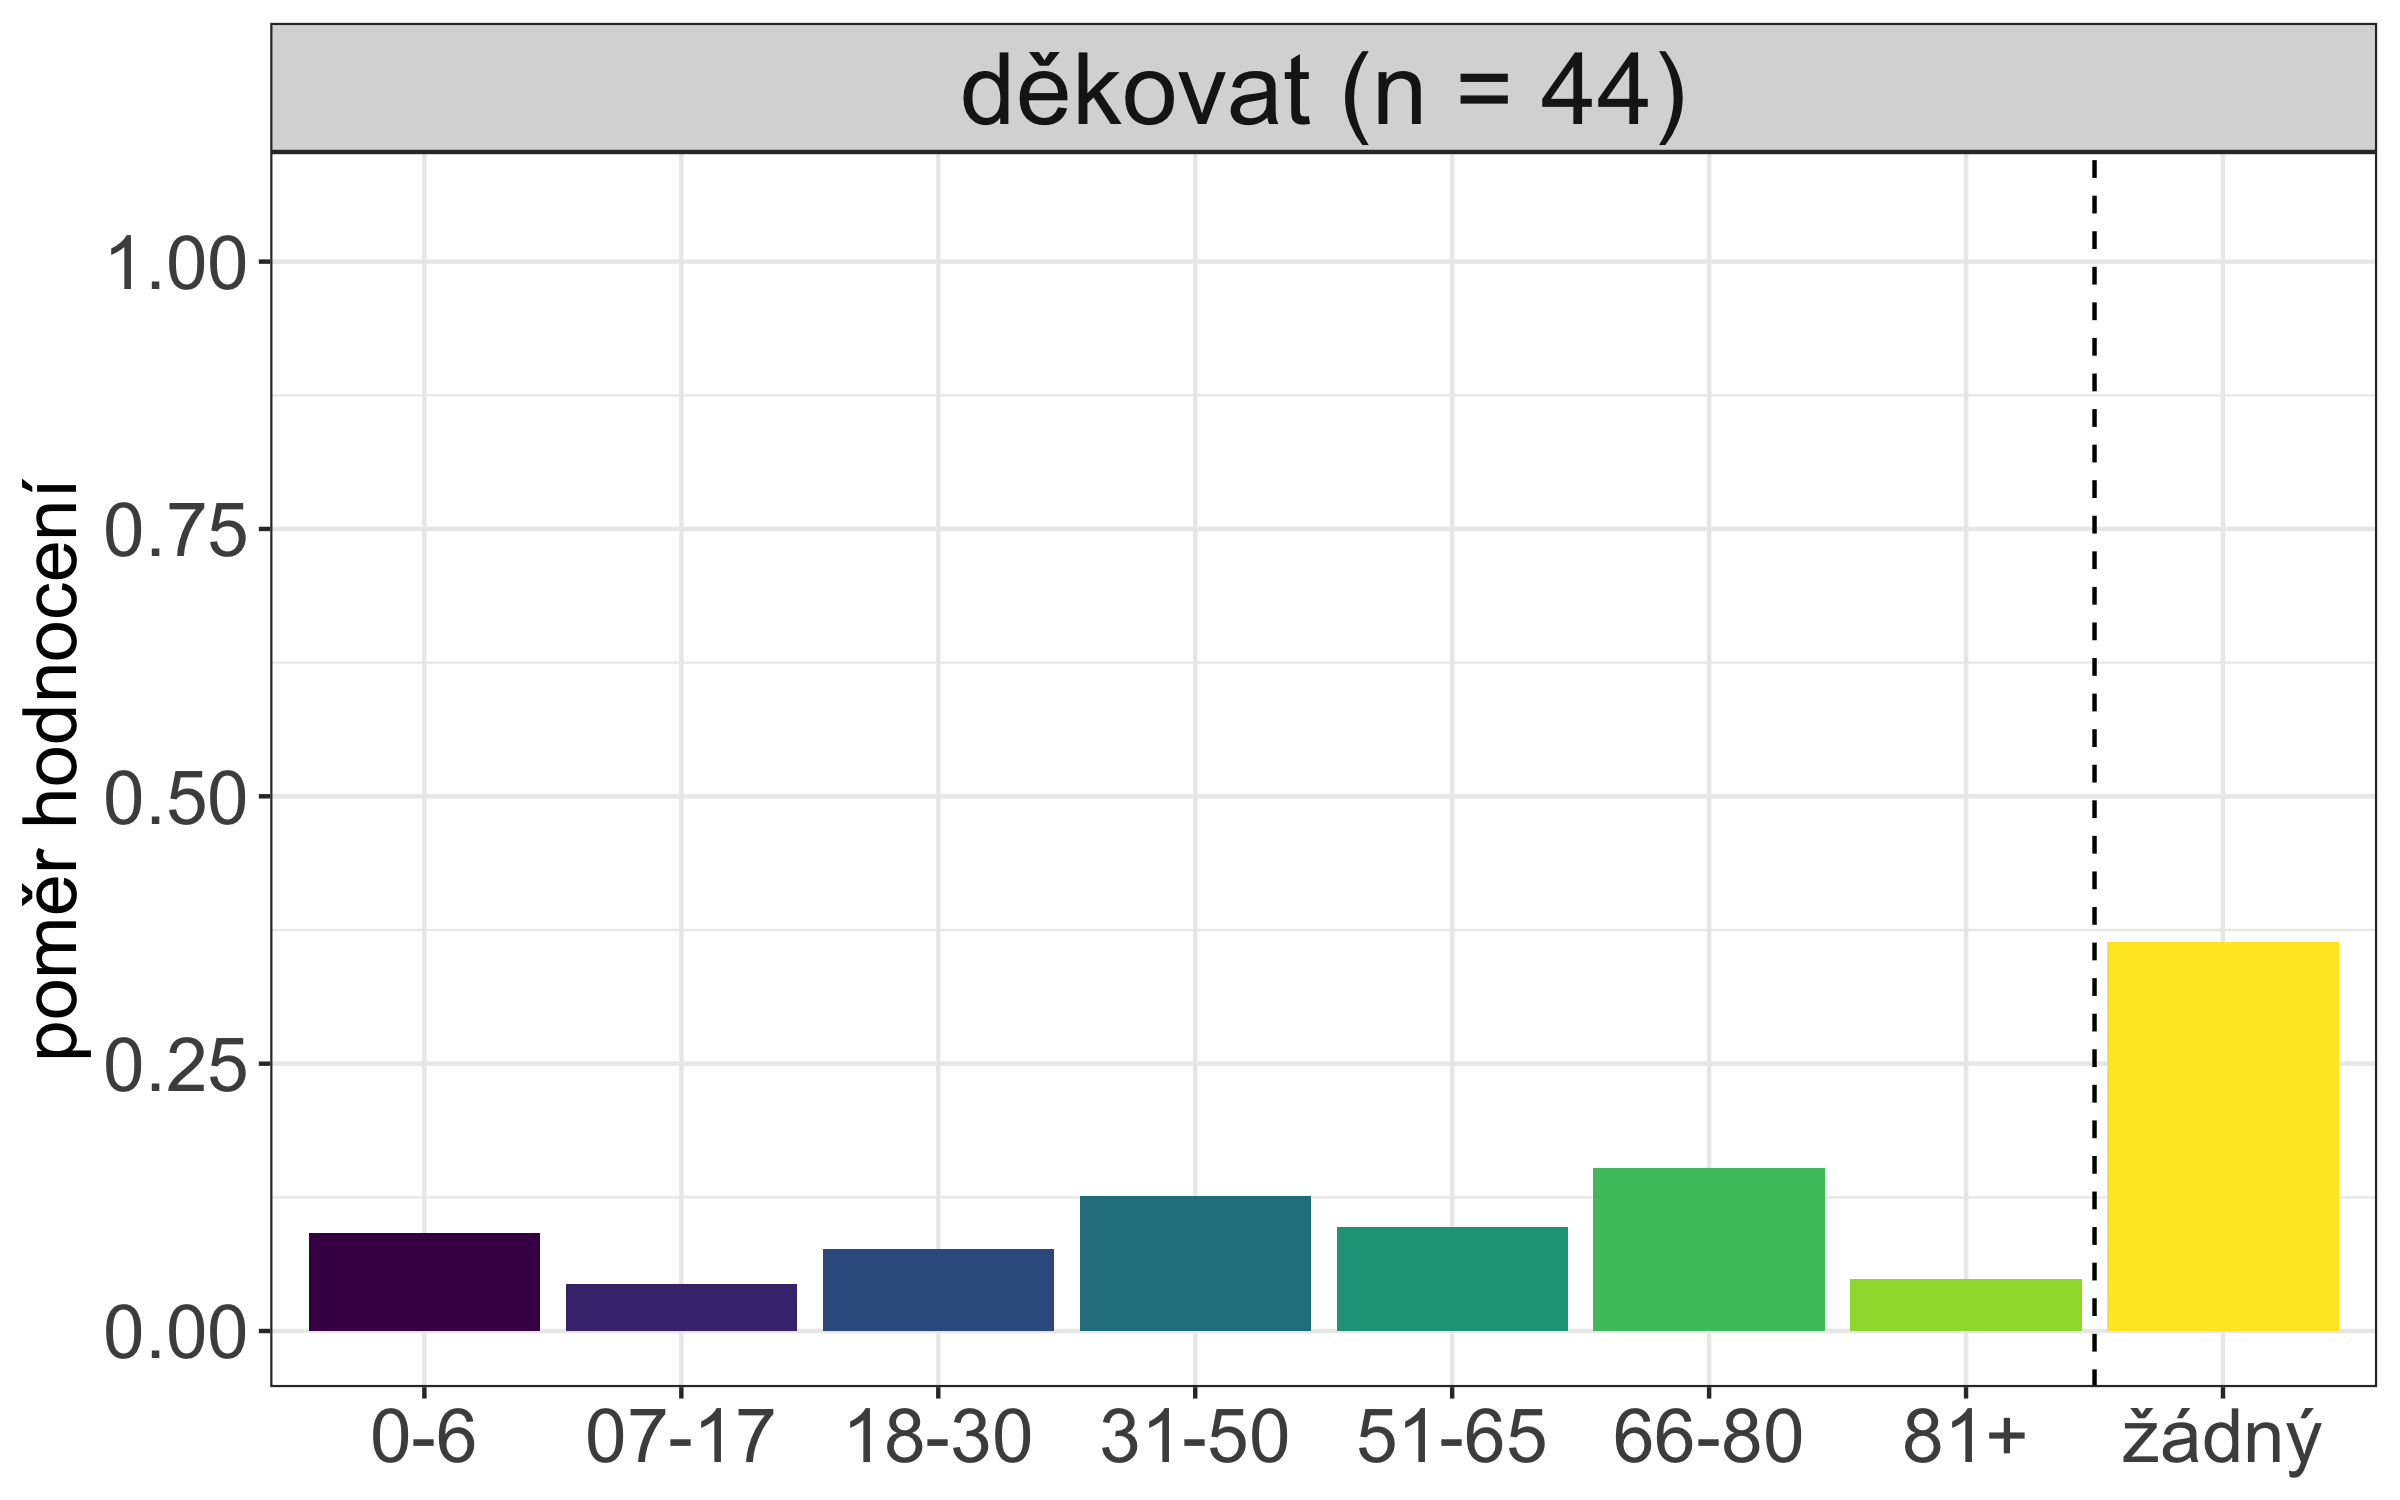 děkovat (n = 44)
poměr hodnocení
1.00
0.75
0.50
0.25
0.00
0-6 07-17 18-30 31-50 51-65 66-80 81+ žádný